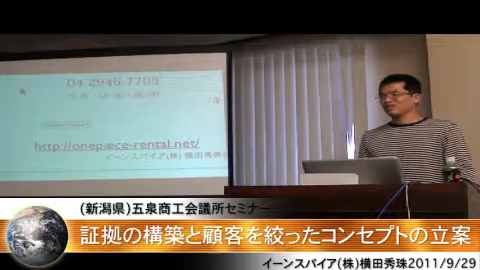 04 2946 7705
http://onepiece-rental.net/
イーンスパイア(株) 横田秀珠
(新潟県)五泉商工会議所セミナー
証拠の構築と顧客を絞ったコンセプトの立案
イーンスパイア(株)横田秀珠2011/9/29